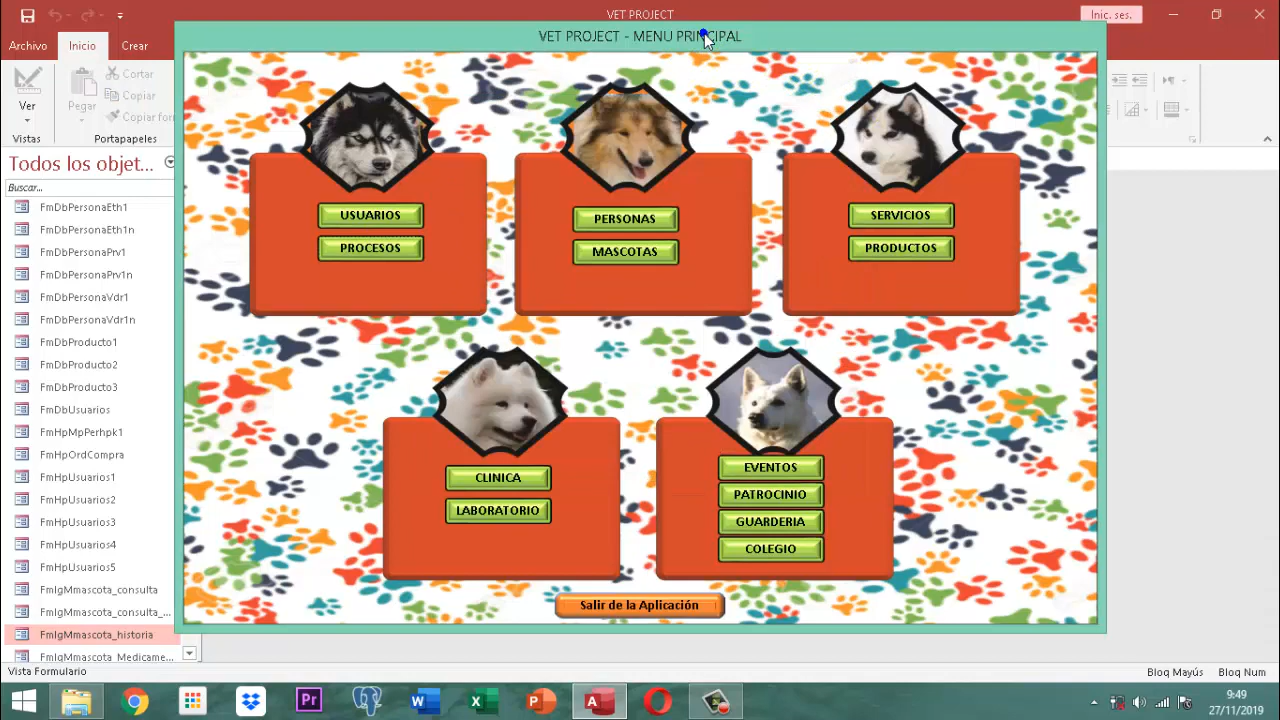 VET PROJECT
Inic. ses.
Archivo
Inicio
Crear
VET PROJECT - MENU PRINCIPAL
Ver
Pegar
Cortar
Copiar
Copiar form
Vistas
Portapapeles
Todos los objet...
Buscar...
FmDbPersonaEth1
FmDbPersonaEth1n
FmDbPersonaPrv1
FmDbPersonaPrv1n
FmDbPersonaVdr1
FmDbPersonaVdr1n
FmDbProducto1
FmDbProducto2
FmDbProducto3
FmDbUsuarios
FmHpMpPerhpk1
FmHpOrdCompra
FmHpUsuarios1
FmHpUsuarios2
FmHpUsuarios3
FmHpUsuarios4
FmHpUsuarios5
FmIgMmascota_consulta
FmIgMmascota_consulta_...
FmIgMmascota_historia
FmIgMmascota_Medicame...
USUARIOS
PROCESOS
PERSONAS
MASCOTAS
SERVICIOS
PRODUCTOS
CLINICA
LABORATORIO
EVENTOS
PATROCINIO
GUARDERIA
COLEGIO
Salir de la Aplicación
Vista Formulario
Bloq Mayús
Bloq Num
Pr
W
X
P
A
9:49
27/11/2019